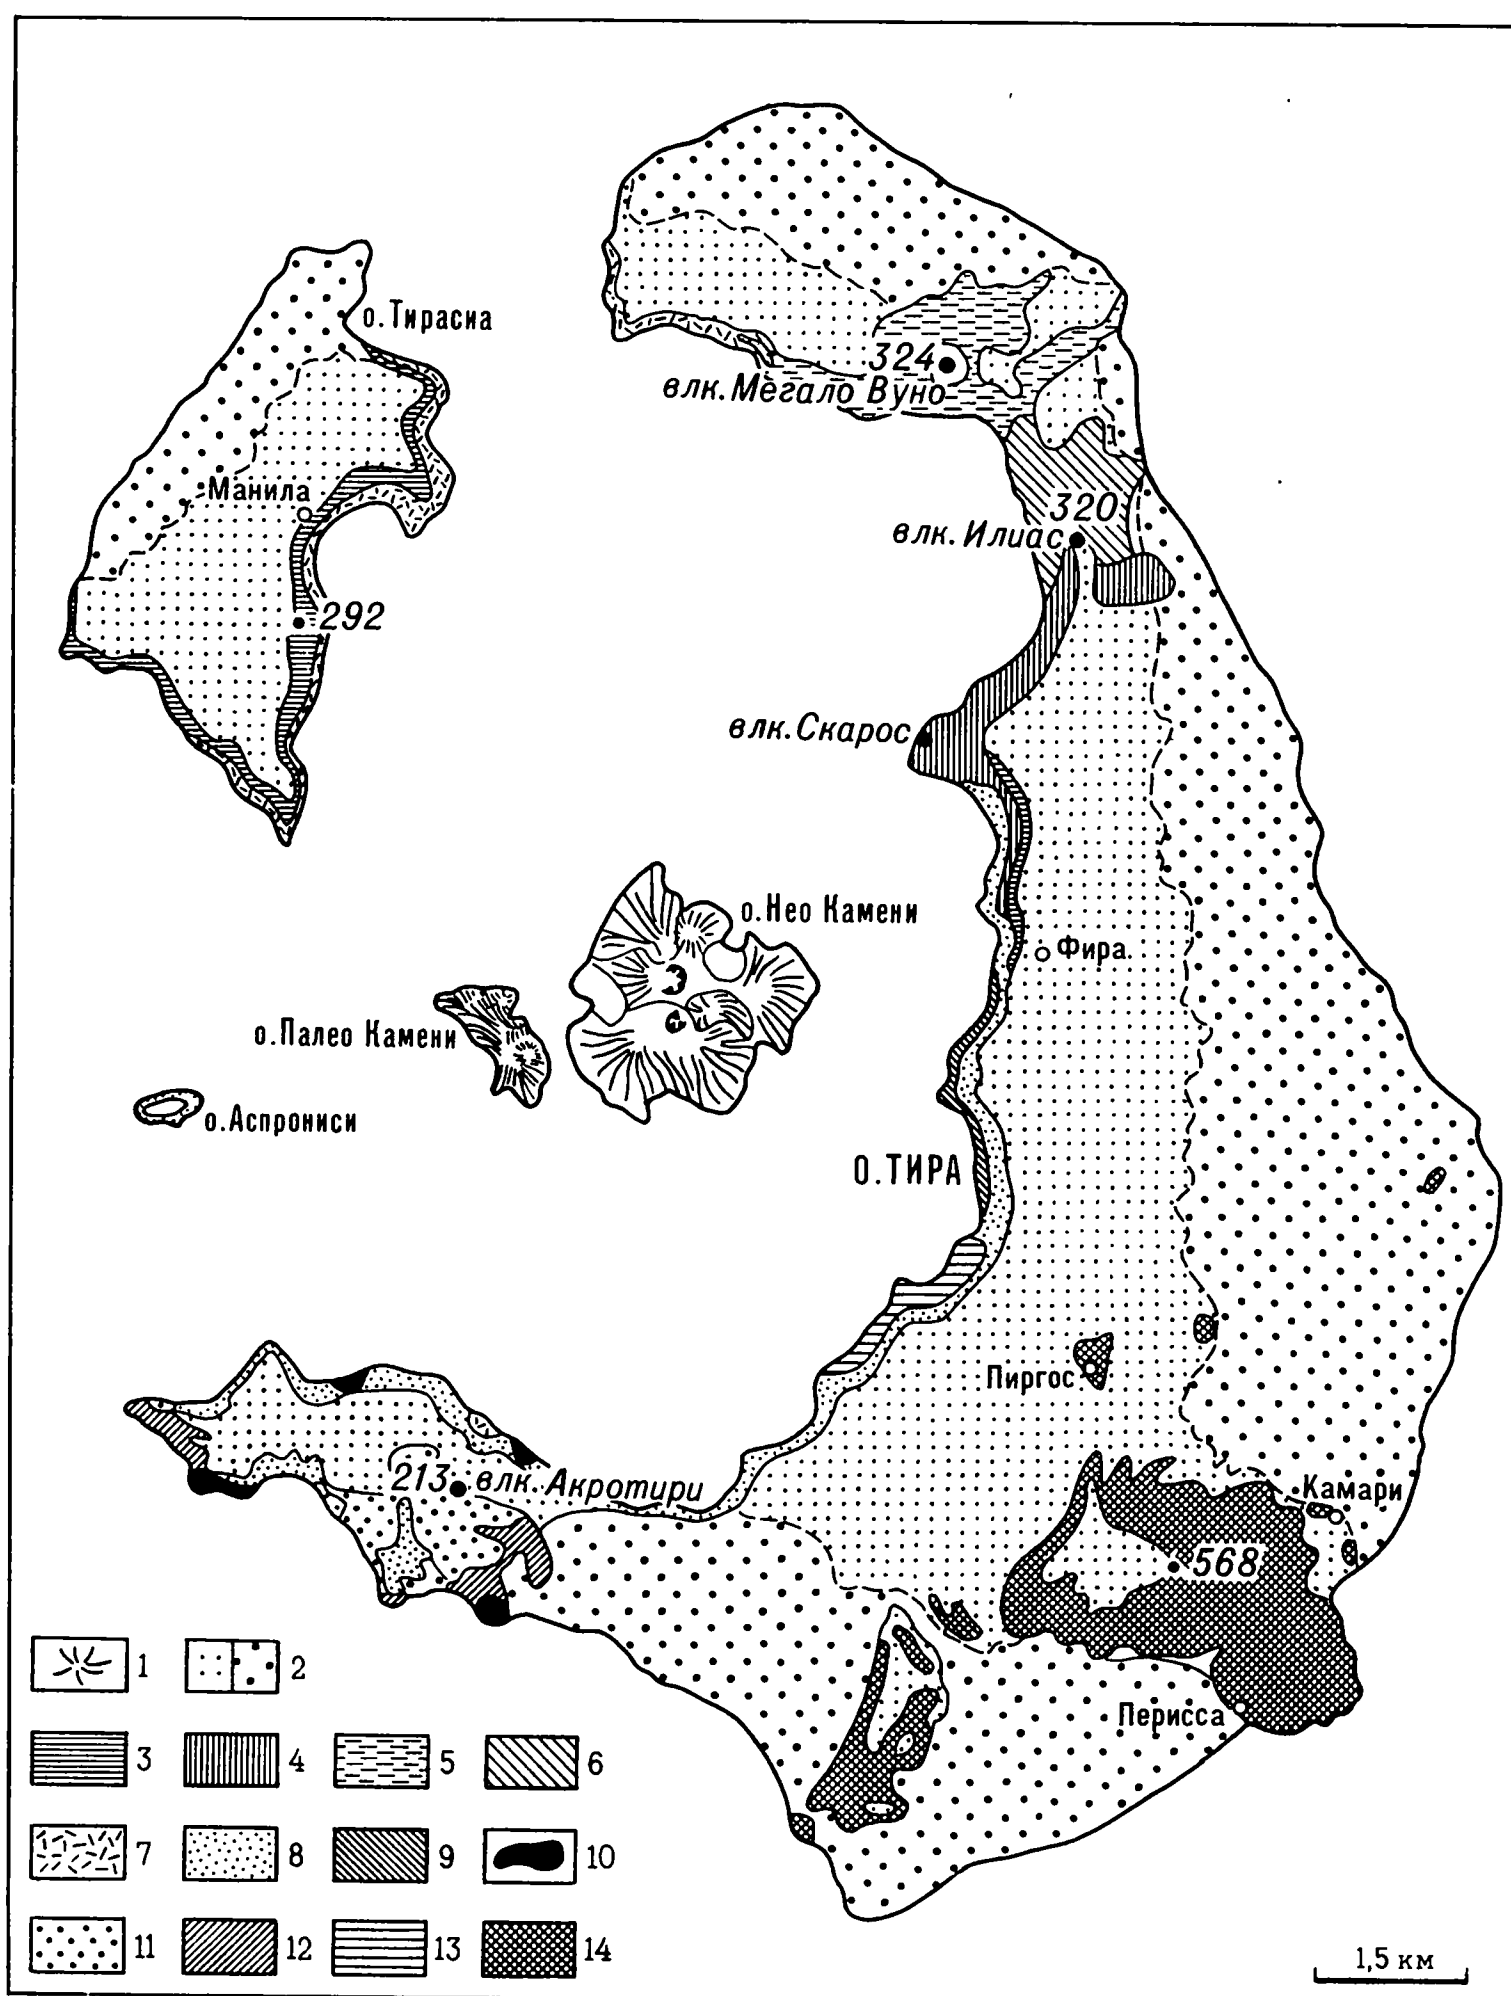 о. Тирасиа
324
влк. Мегало Вуно
Манила
320
влк. Илиас
292
влк. Скарос
о. Нео Камени
Фира
о. Палео Камени
о. Аспрониси
О. ТИРА
Пиргос
213 влк. Акротири
Камари
568
Перисса
1 2
3 4 5 6
7 8 9 10
11 12 13 14
1,5 км